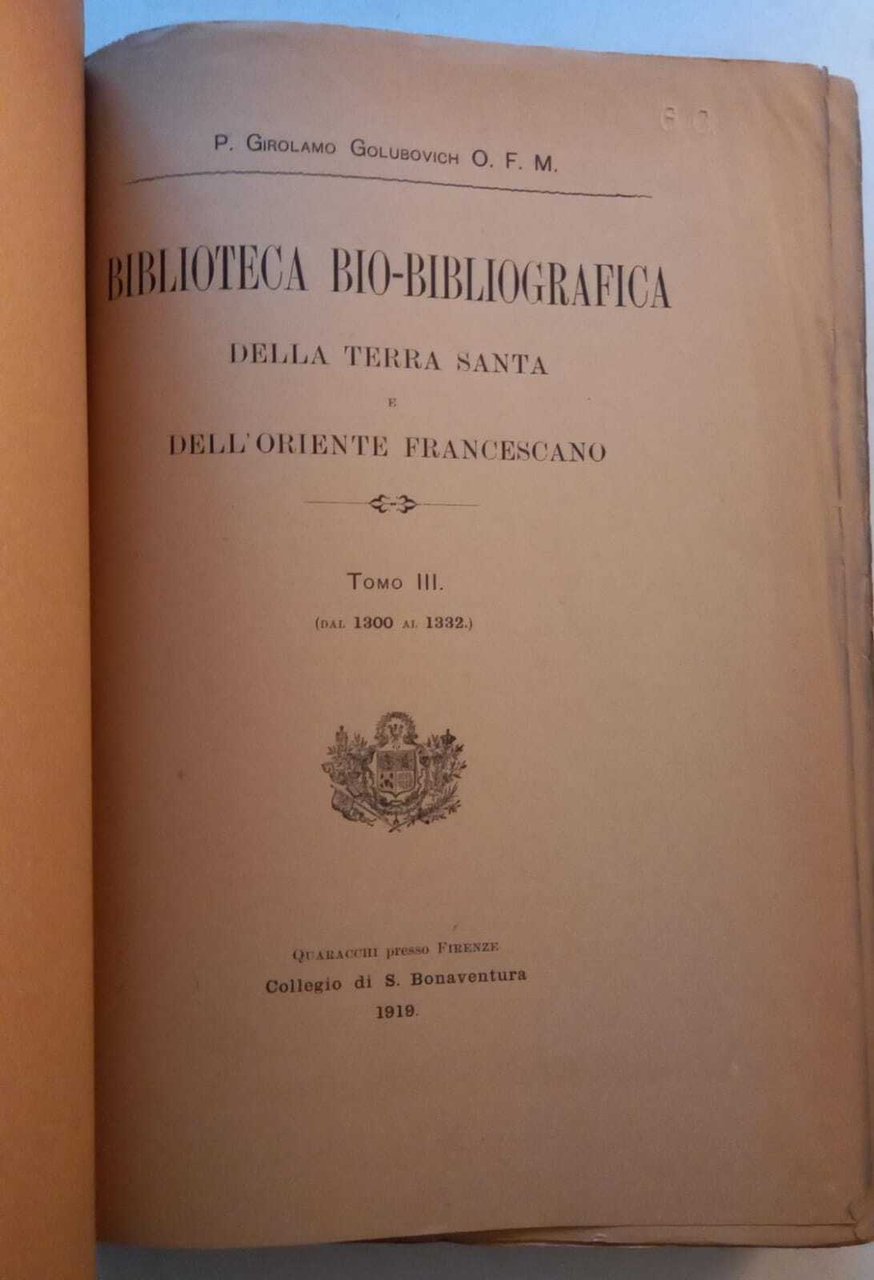 P. Girolamo Golubovich O. F. M.
BIBLIOTECA BIO-BIBLIOGRAFICA
DELLA TERRA SANTA
E
DELL'ORIENTE FRANCESCANO
Tomo III.
(DAL 1300 AL 1332.)
Quaracchi presso Firenze
Collegio di S. Bonaventura
1919.